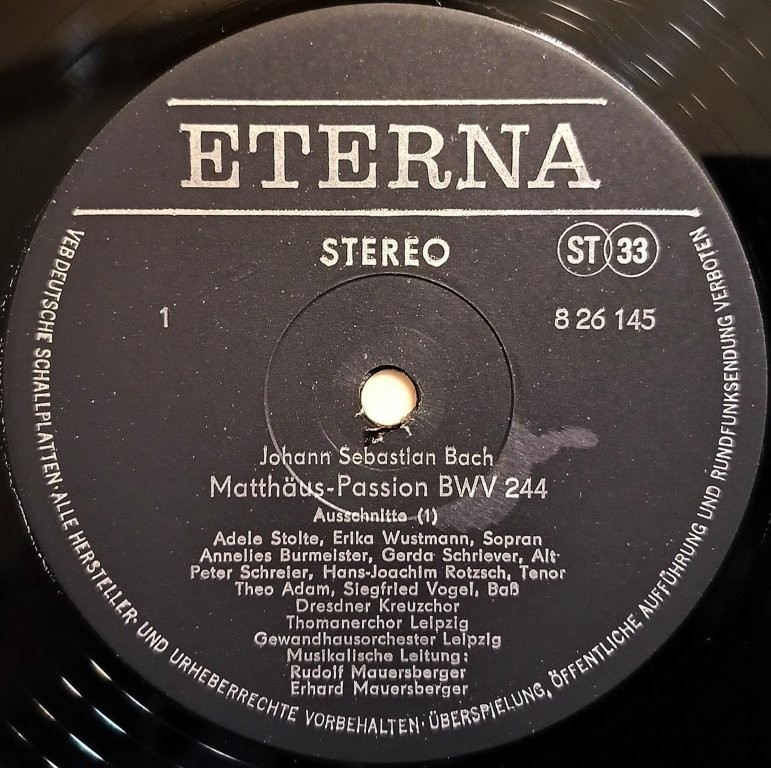 ETERNA
STEREO
ST 33
1
8 26 145
Johann Sebastian Bach
Matthäus-Passion BWV 244
Ausschnitte (1)
Adele Stolte, Erika Wustmann, Sopran
Annelies Burmeister, Gerda Schriever, Alt
Peter Schreier, Hans-Joachim Rotzsch, Tenor
Theo Adam, Siegfried Vogel, Baß
Dresdner Kreuzchor
Thomanerchor Leipzig
Gewandhausorchester Leipzig
Musikalische Leitung:
Rudolf Mauersberger
Erhard Mauersberger
VEB DEUTSCHE SCHALLPLATTEN · ALLE HERSTELLER- UND URHEBERRECHTE VORBEHALTEN · ÜBERSPIELUNG, ÖFFENTLICHE AUFFÜHRUNG UND RUNDFUNKSENDUNG VERBOTEN